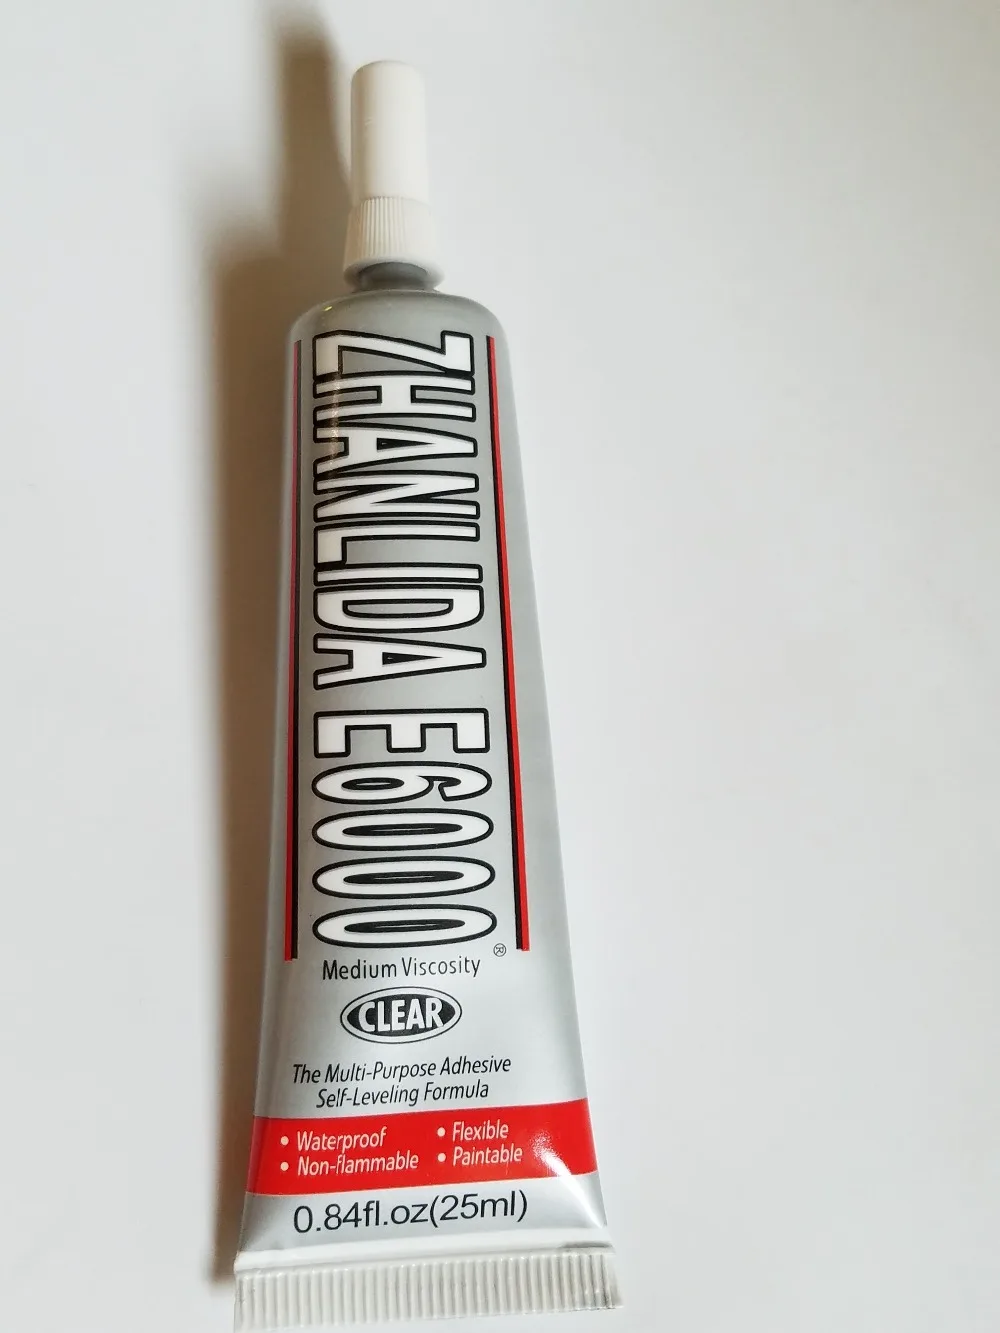 ZHANLIDA E6000®
Medium Viscosity
CLEAR
The Multi-Purpose Adhesive
Self-Leveling Formula
• Waterproof • Flexible
• Non-flammable • Paintable
0.84fl.oz(25ml)